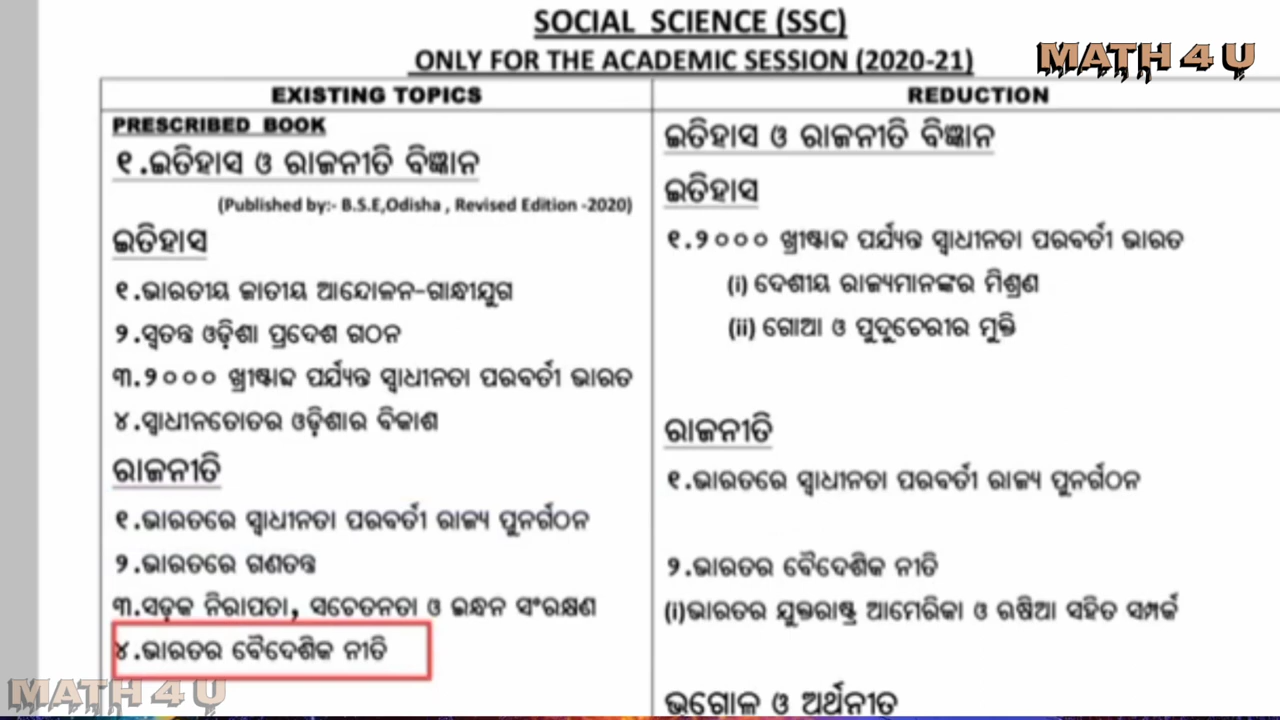 SOCIAL SCIENCE (SSC)
ONLY FOR THE ACADEMIC SESSION (2020-21)
MATH 4 U
EXISTING TOPICS
PRESCRIBED BOOK
୧.ଇତିହାସ ଓ ରାଜନୀତି ବିଜ୍ଞାନ
(Published by:- B.S.E,Odisha , Revised Edition -2020)
ଇତିହାସ
୧.ଭାରତୀୟ ଜାତୀୟ ଆନ୍ଦୋଳନ-ଗାନ୍ଧୀଯୁଗ
୨.ସ୍ୱତନ୍ତ୍ର ଓଡ଼ିଶା ପ୍ରଦେଶ ଗଠନ
୩.୨୦୦୦ ଖ୍ରୀଷ୍ଟାବ୍ଦ ପର୍ଯ୍ୟନ୍ତ ସ୍ୱାଧୀନତା ପରବର୍ତୀ ଭାରତ
୪.ସ୍ୱାଧୀନତୋତର ଓଡ଼ିଶାର ବିକାଶ
ରାଜନୀତି
୧.ଭାରତରେ ସ୍ୱାଧୀନତା ପରବର୍ତୀ ରାଜ୍ୟ ପୁନର୍ଗଠନ
୨.ଭାରତରେ ଗଣତନ୍ତ୍ର
୩.ସଡ଼କ ନିରାପତା, ସଚେତନତା ଓ ଇନ୍ଧନ ସଂରକ୍ଷଣ
୪.ଭାରତର ବୈଦେଶିକ ନୀତି
REDUCTION
ଇତିହାସ ଓ ରାଜନୀତି ବିଜ୍ଞାନ
ଇତିହାସ
୧.୨୦୦୦ ଖ୍ରୀଷ୍ଟାବ୍ଦ ପର୍ଯ୍ୟନ୍ତ ସ୍ୱାଧୀନତା ପରବର୍ତୀ ଭାରତ
(i) ଦେଶୀୟ ରାଜ୍ୟମାନଙ୍କର ମିଶ୍ରଣ
(ii) ଗୋଆ ଓ ପୁଦୁଚେରୀର ମୁକ୍ତି
ରାଜନୀତି
୧.ଭାରତରେ ସ୍ୱାଧୀନତା ପରବର୍ତୀ ରାଜ୍ୟ ପୁନର୍ଗଠନ
୨.ଭାରତର ବୈଦେଶିକ ନୀତି
(i)ଭାରତର ଯୁକ୍ତରାଷ୍ଟ୍ର ଆମେରିକା ଓ ଋଷିଆ ସହିତ ସମ୍ପର୍କ
ଭୂଗୋଳ ଓ ଅର୍ଥନୀତ
MATH 4 U